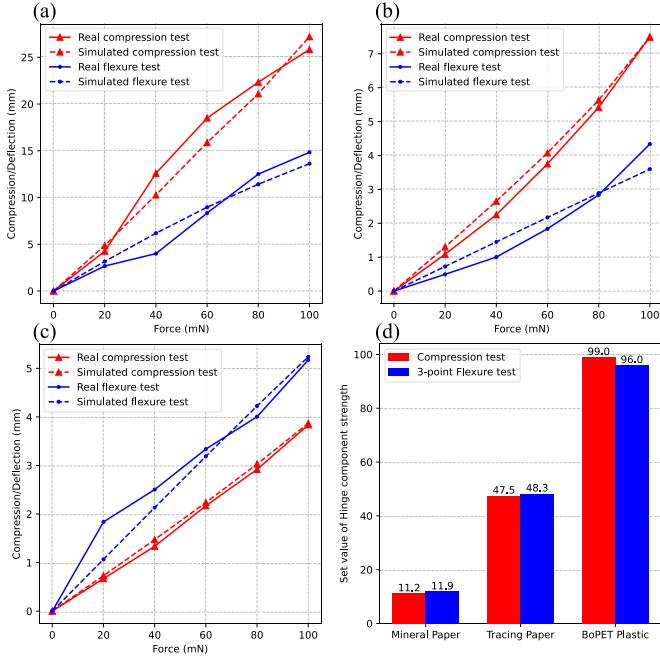 (a)
Real compression test
Simulated compression test
Real flexure test
Simulated flexure test
Compression/Deflection (mm)
25
20
15
10
5
0
0 20 40 60 80 100
Force (mN)
(b)
Real compression test
Simulated compression test
Real flexure test
Simulated flexure test
Compression/Deflection (mm)
7
6
5
4
3
2
1
0
0 20 40 60 80 100
Force (mN)
(c)
Real compression test
Simulated compression test
Real flexure test
Simulated flexure test
Compression/Deflection (mm)
5
4
3
2
1
0
0 20 40 60 80 100
Force (mN)
(d)
Compression test
3-point Flexure test
Set value of Hinge component strength
100
80
60
40
20
0
11.2 11.9
47.5 48.3
99.0 96.0
Mineral Paper Tracing Paper BoPET Plastic